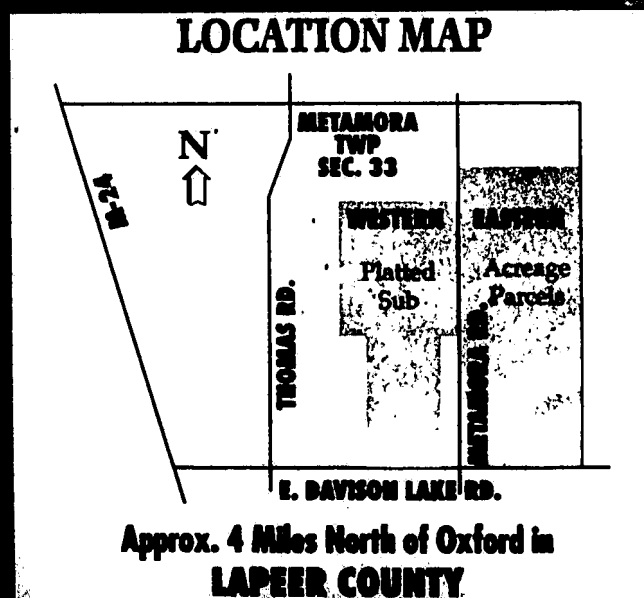 LOCATION MAP
METAMORA
TWP
SEC. 33
N
M-24
WESTERN
Platted
Sub
EASTERN
Acreage
Parcels
THOMAS RD.
METAMORA RD.
E. DAVISON LAKE RD.
Approx. 4 Miles North of Oxford in
LAPEER COUNTY